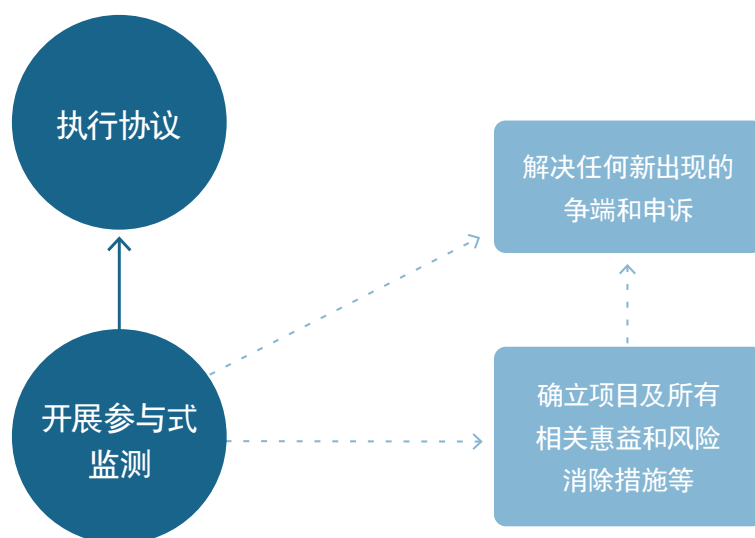 执行协议
解决任何新出现的
争端和申诉
开展参与式
监测
确立项目及所有
相关惠益和风险
消除措施等